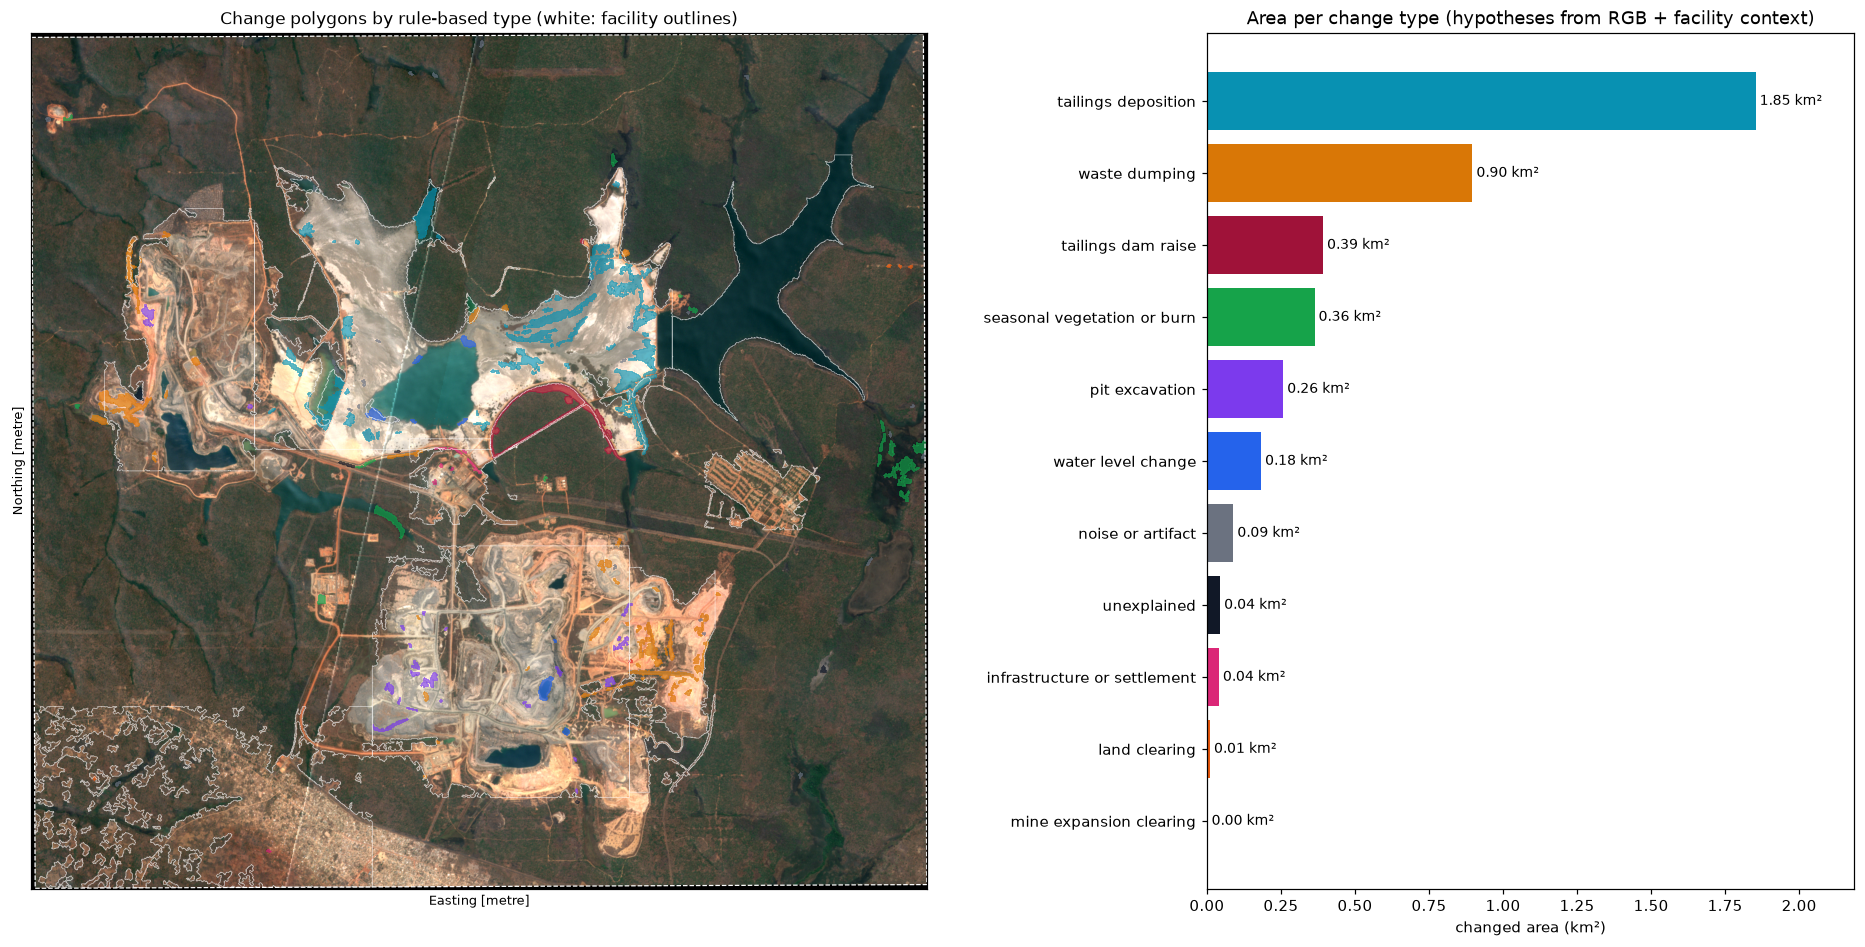 Change polygons by rule-based type (white: facility outlines)
Northing [metre]
Easting [metre]
Area per change type (hypotheses from RGB + facility context)
tailings deposition 1.85 km²
waste dumping 0.90 km²
tailings dam raise 0.39 km²
seasonal vegetation or burn 0.36 km²
pit excavation 0.26 km²
water level change 0.18 km²
noise or artifact 0.09 km²
unexplained 0.04 km²
infrastructure or settlement 0.04 km²
land clearing 0.01 km²
mine expansion clearing 0.00 km²
0.00 0.25 0.50 0.75 1.00 1.25 1.50 1.75 2.00
changed area (km²)